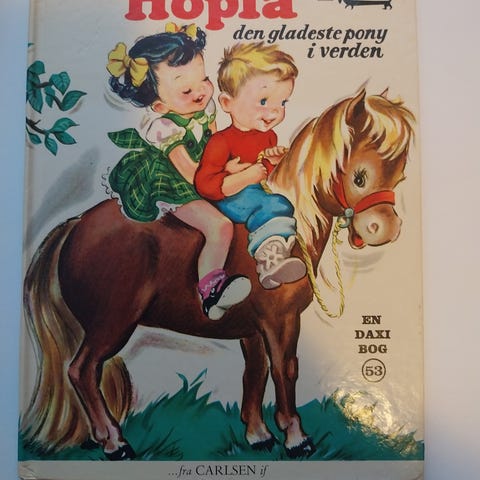 Hopla
den gladeste pony
i verden
EN
DAXI
BOG
53
...fra CARLSEN if